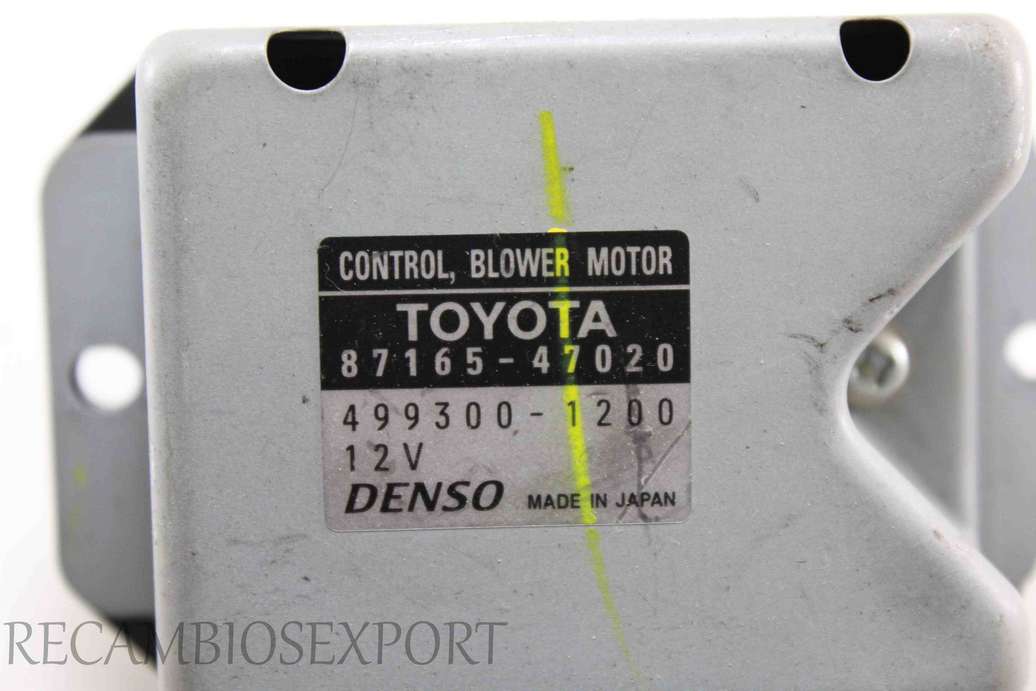 CONTROL, BLOWER MOTOR
TOYOTA
87165-47020
499300-1200
12V
DENSO MADE IN JAPAN
RECAMBIOSEXPORT